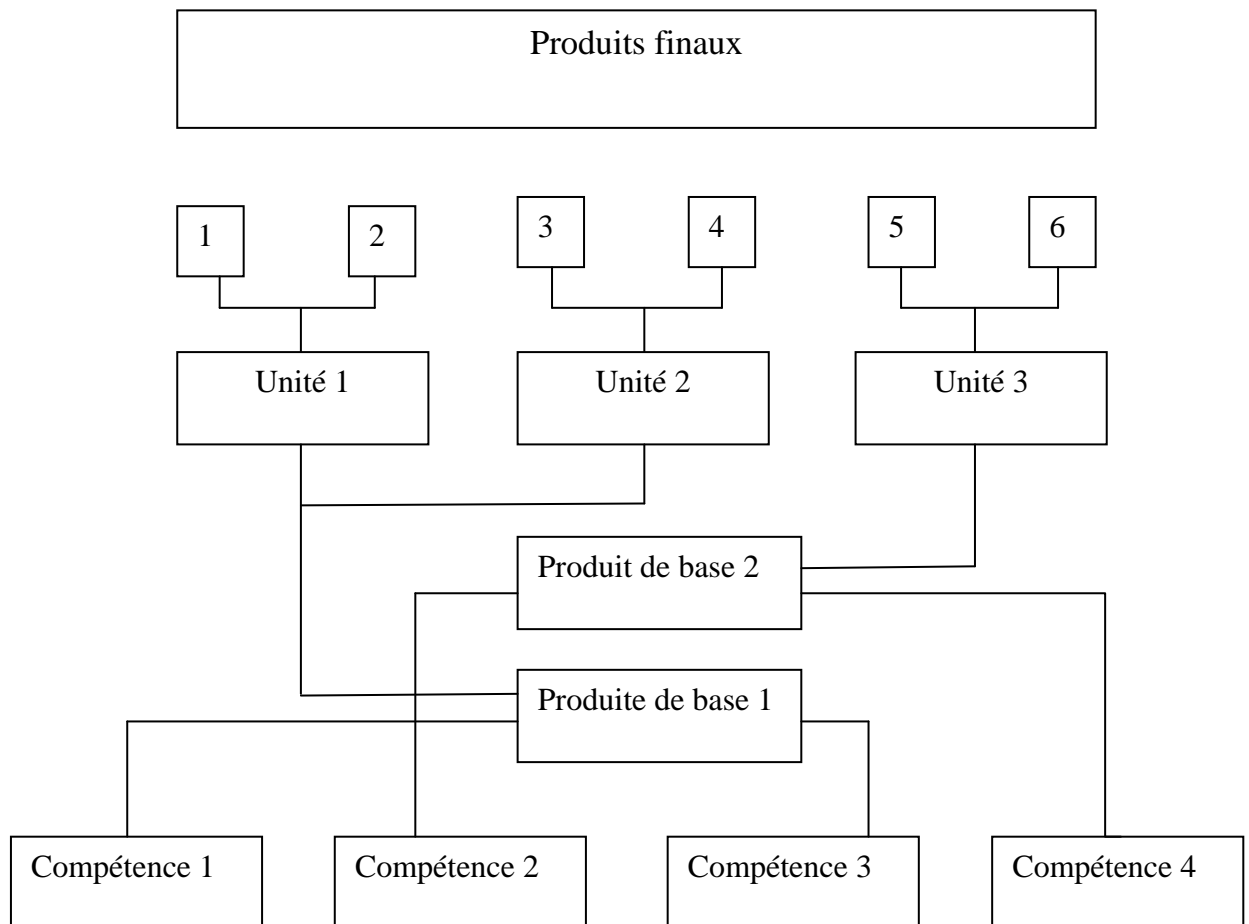 Produits finaux
1 2 3 4 5 6
Unité 1 Unité 2 Unité 3
Produit de base 2
Produite de base 1
Compétence 1 Compétence 2 Compétence 3 Compétence 4